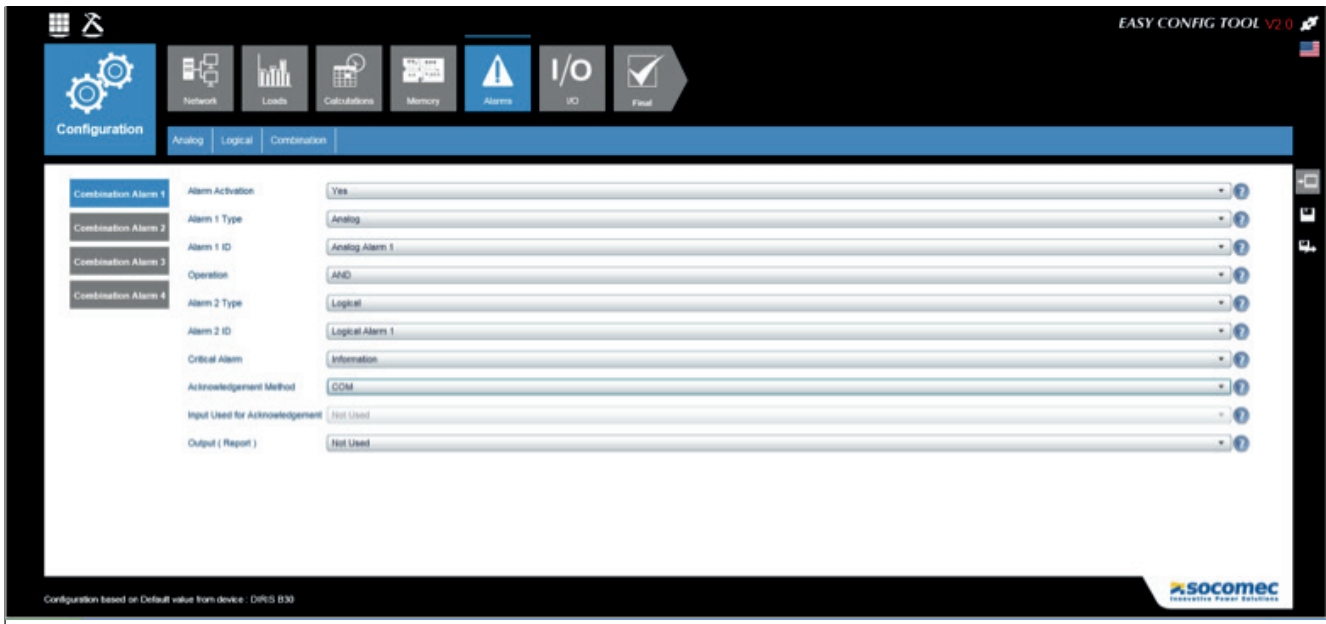 EASY CONFIG TOOL V2.0
Configuration
Network
Loads
Calculations
Memory
Alarms
I/O
I/O
Final
Analog
Logical
Combination
Combination Alarm 1
Combination Alarm 2
Combination Alarm 3
Combination Alarm 4
Alarm Activation Yes
Alarm 1 Type Analog
Alarm 1 ID Analog Alarm 1
Operation AND
Alarm 2 Type Logical
Alarm 2 ID Logical Alarm 1
Critical Alarm Information
Acknowledgement Method COM
Input Used for Acknowledgement Not Used
Output ( Report ) Not Used
Configuration based on Default value from device : DIRIS B30
socomec
Innovative Power Solutions